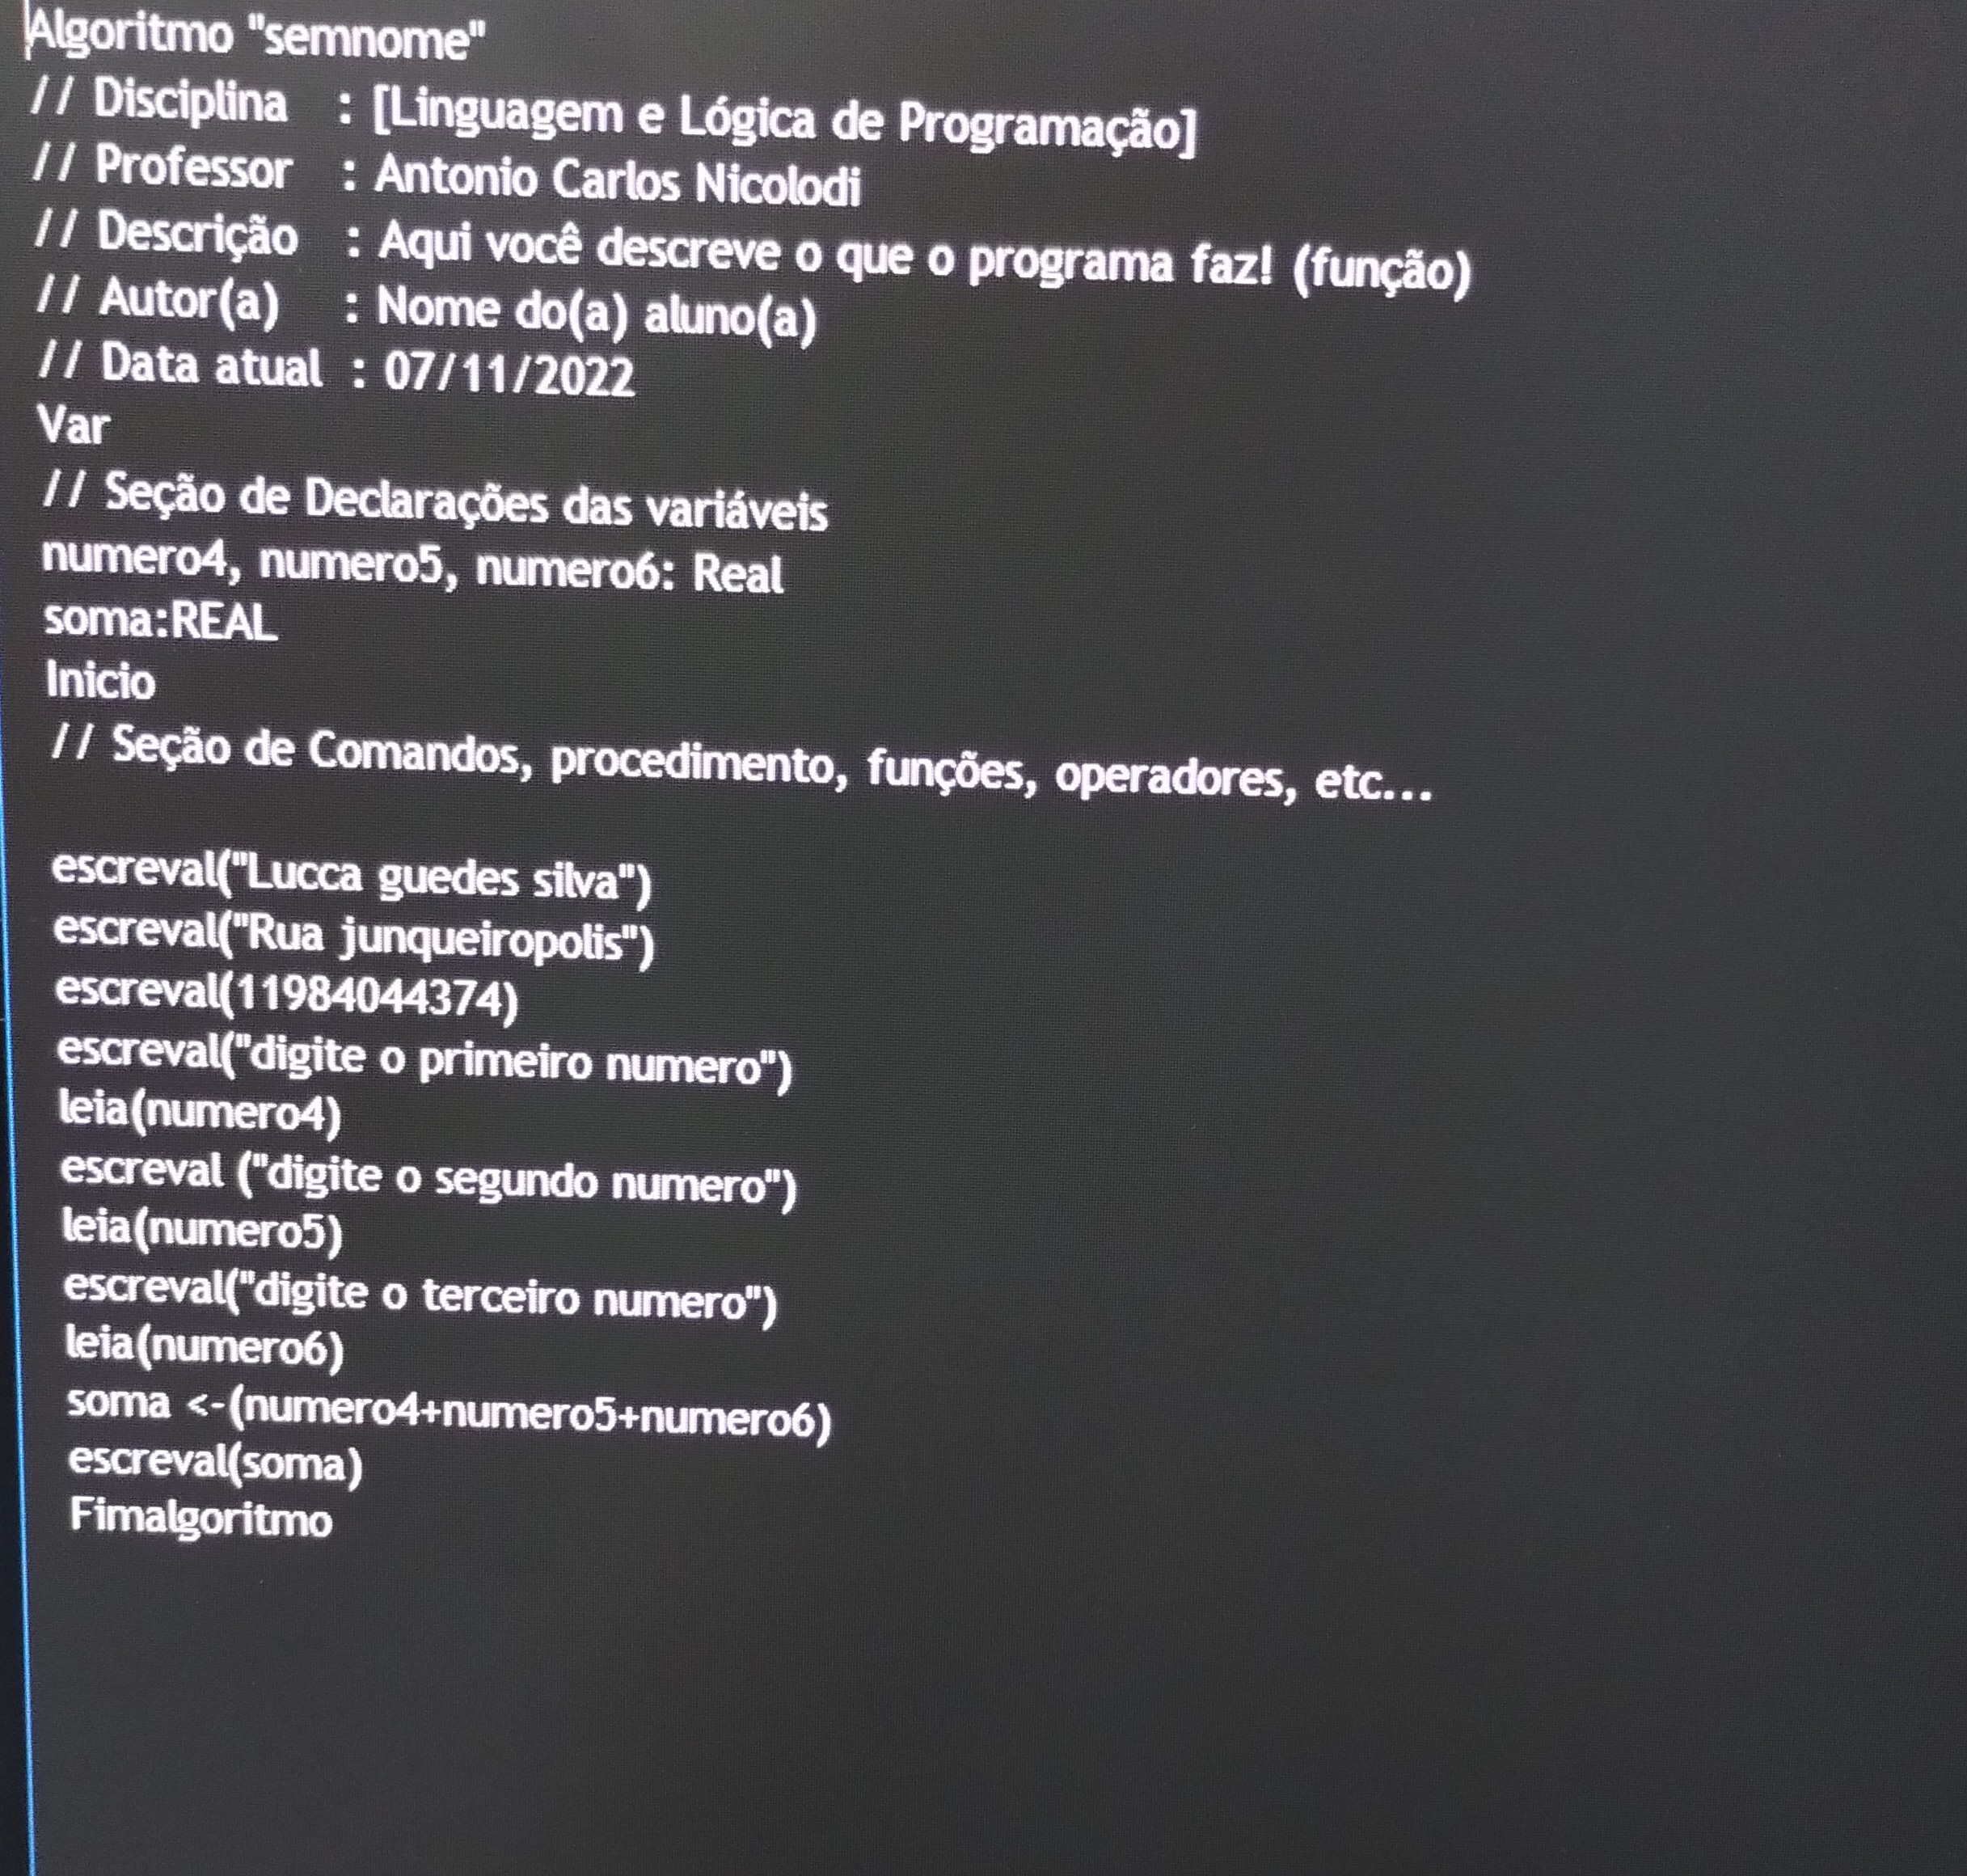 Algoritmo "semnome"
// Disciplina : [Linguagem e Lógica de Programação]
// Professor : Antonio Carlos Nicolodi
// Descrição : Aqui você descreve o que o programa faz! (função)
// Autor(a) : Nome do(a) aluno(a)
// Data atual : 07/11/2022
Var
// Seção de Declarações das variáveis
numero4, numero5, numero6: Real
soma:REAL
Inicio
// Seção de Comandos, procedimento, funções, operadores, etc...
escreval("Lucca guedes silva")
escreval("Rua junqueiropolis")
escreval(11984044374)
escreval("digite o primeiro numero")
leia(numero4)
escreval ("digite o segundo numero")
leia(numero5)
escreval("digite o terceiro numero")
leia(numero6)
soma <-(numero4+numero5+numero6)
escreval(soma)
Fimalgoritmo